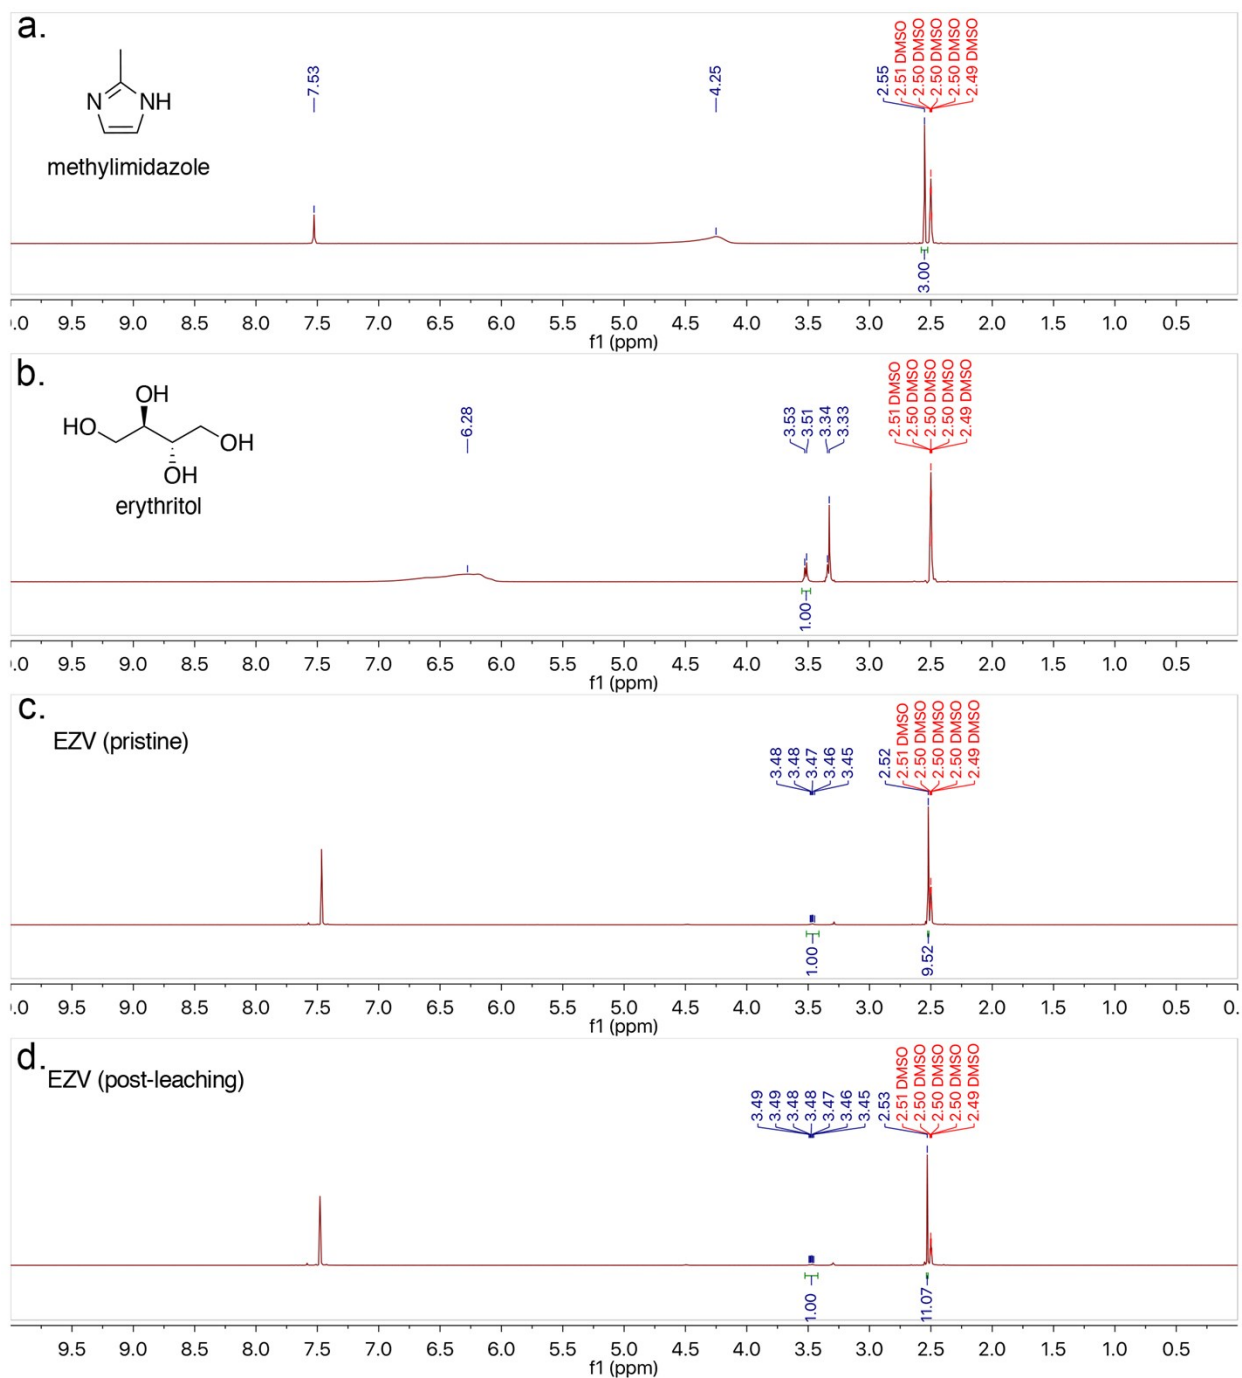 a.
7.53
4.25
2.55
2.51 DMSO
2.50 DMSO
2.50 DMSO
2.50 DMSO
2.49 DMSO
N
NH
methylimidazole
3.00
.0 9.5 9.0 8.5 8.0 7.5 7.0 6.5 6.0 5.5 5.0 4.5 4.0 3.5 3.0 2.5 2.0 1.5 1.0 0.5
f1 (ppm)
b.
6.28
3.53
3.51
3.34
3.33
2.51 DMSO
2.50 DMSO
2.50 DMSO
2.50 DMSO
2.49 DMSO
OH
HO
OH
OH
erythritol
1.00
.0 9.5 9.0 8.5 8.0 7.5 7.0 6.5 6.0 5.5 5.0 4.5 4.0 3.5 3.0 2.5 2.0 1.5 1.0 0.5
f1 (ppm)
c.
EZV (pristine)
3.48
3.48
3.47
3.46
3.45
2.52
2.51 DMSO
2.50 DMSO
2.50 DMSO
2.50 DMSO
2.49 DMSO
1.00
9.52
.0 9.5 9.0 8.5 8.0 7.5 7.0 6.5 6.0 5.5 5.0 4.5 4.0 3.5 3.0 2.5 2.0 1.5 1.0 0.5 0.
f1 (ppm)
d.
EZV (post-leaching)
3.49
3.49
3.48
3.48
3.47
3.46
3.45
2.53
2.51 DMSO
2.50 DMSO
2.50 DMSO
2.50 DMSO
2.49 DMSO
1.00
11.07
9.5 9.0 8.5 8.0 7.5 7.0 6.5 6.0 5.5 5.0 4.5 4.0 3.5 3.0 2.5 2.0 1.5 1.0 0.5
f1 (ppm)